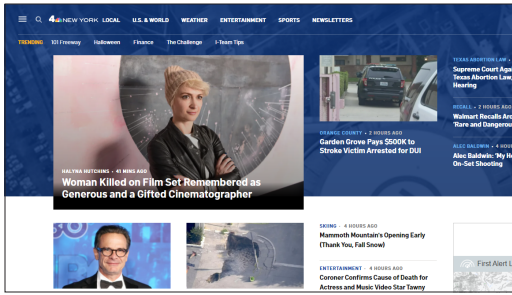 4 NEW YORK LOCAL U.S. & WORLD WEATHER ENTERTAINMENT SPORTS NEWSLETTERS
TRENDING 101 Freeway Halloween Finance The Challenge I-Team Tips
HALYNA HUTCHINS • 41 MINS AGO
Woman Killed on Film Set Remembered as
Generous and a Gifted Cinematographer
ORANGE COUNTY • 2 HOURS AGO
Garden Grove Pays $500K to
Stroke Victim Arrested for DUI
TEXAS ABORTION LAW •
Supreme Court Aga
Texas Abortion Law,
Hearing
RECALL • 2 HOURS AGO
Walmart Recalls Aro
'Rare and Dangerou
ALEC BALDWIN • 4 HOU
Alec Baldwin: 'My He
On-Set Shooting
SKIING • 4 HOURS AGO
Mammoth Mountain's Opening Early
(Thank You, Fall Snow)
ENTERTAINMENT • 4 HOURS AGO
Coroner Confirms Cause of Death for
Actress and Music Video Star Tawny
First Alert L